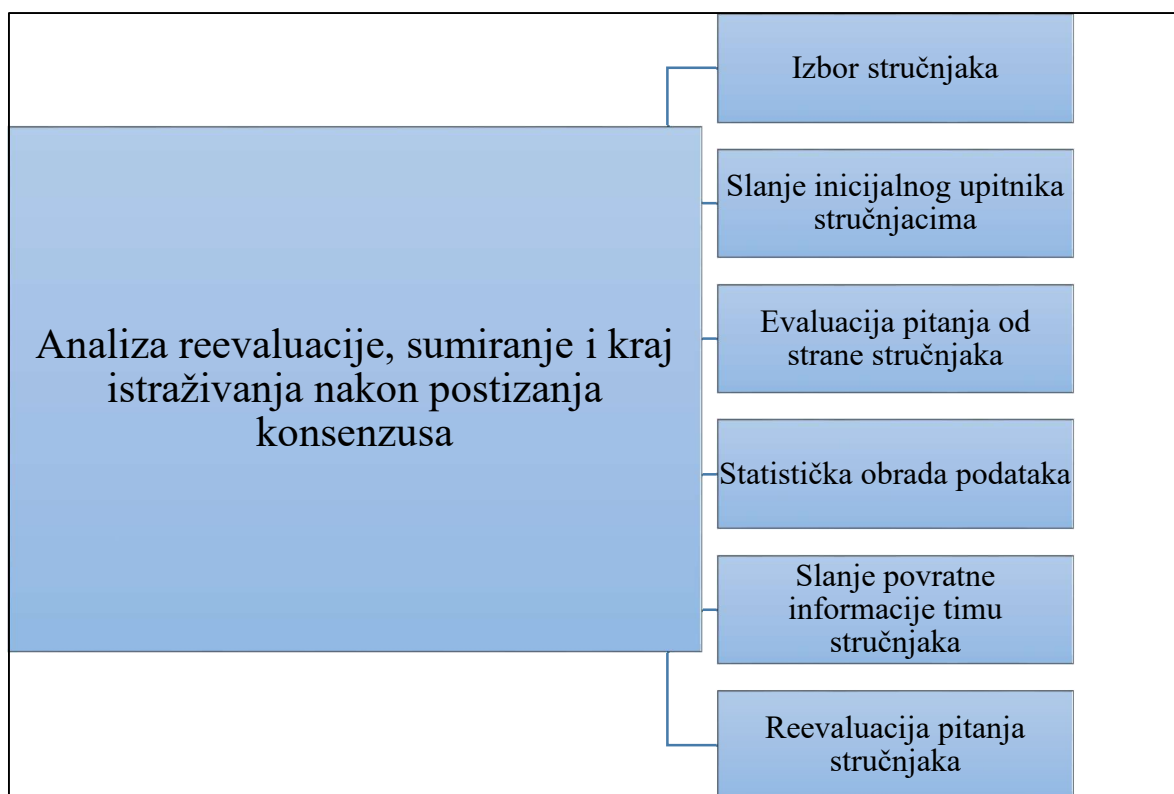 Izbor stručnjaka
Slanje inicijalnog upitnika
stručnjacima
Evaluacija pitanja od
strane stručnjaka
Analiza reevaluacije, sumiranje i kraj
istraživanja nakon postizanja
konsenzusa
Statistička obrada podataka
Slanje povratne
informacije timu
stručnjaka
Reevaluacija pitanja
stručnjaka